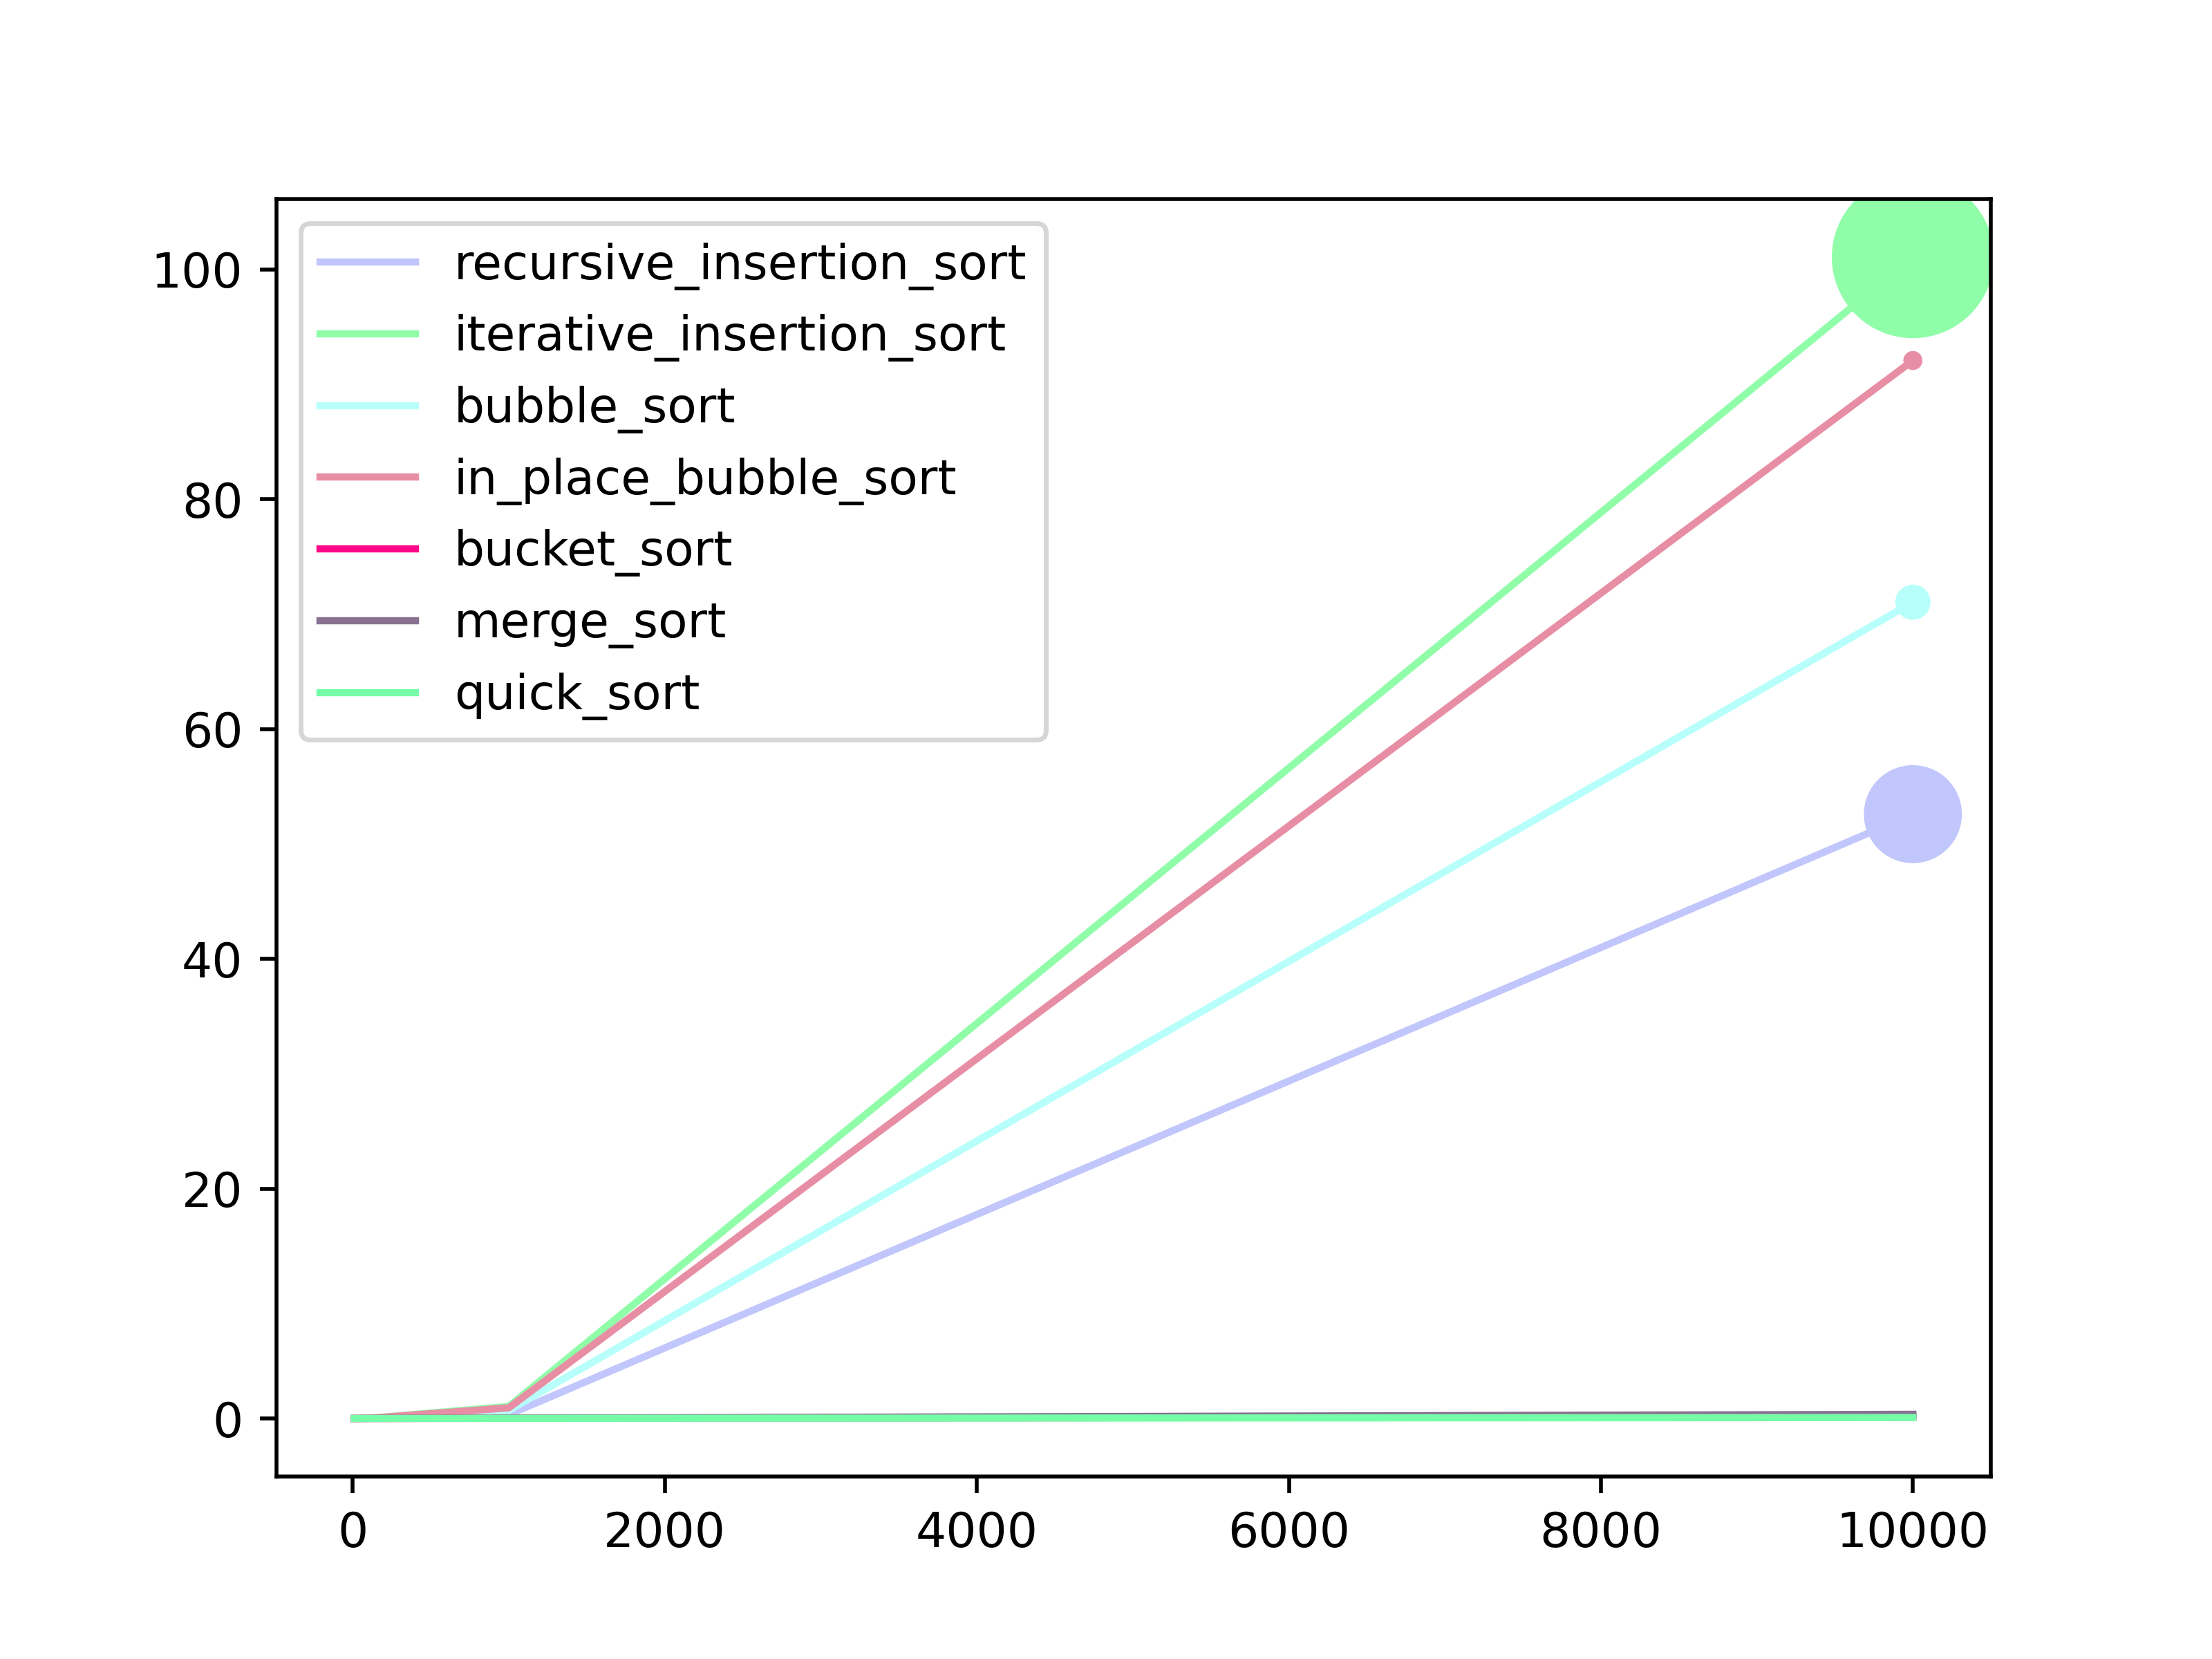 recursive_insertion_sort
iterative_insertion_sort
bubble_sort
in_place_bubble_sort
bucket_sort
merge_sort
quick_sort
100
80
60
40
20
0
0 2000 4000 6000 8000 10000